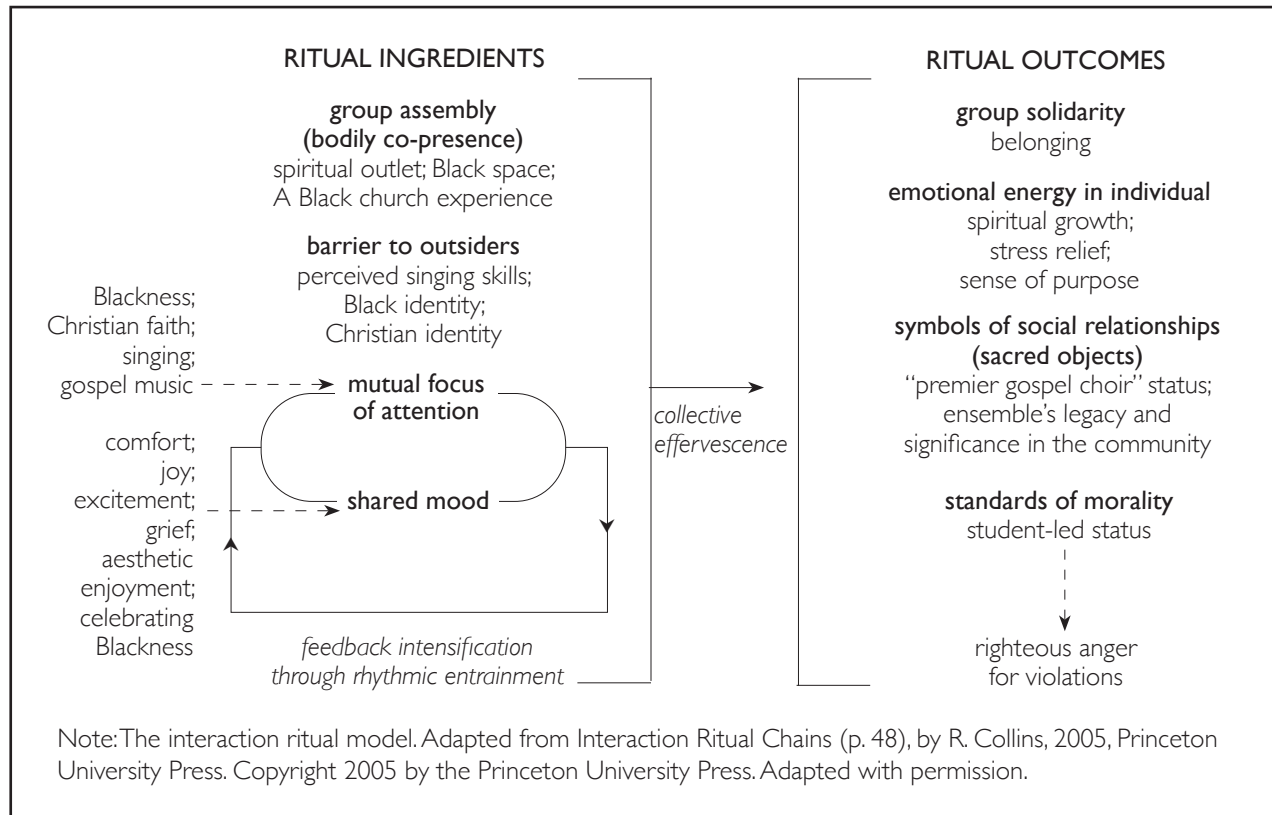 RITUAL INGREDIENTS
group assembly
(bodily co-presence)
spiritual outlet; Black space;
A Black church experience
barrier to outsiders
perceived singing skills;
Black identity;
Christian identity
Blackness;
Christian faith;
singing;
gospel music
mutual focus
of attention
comfort;
joy;
excitement;
grief;
aesthetic
enjoyment;
celebrating
Blackness
shared mood
feedback intensification
through rhythmic entrainment
collective
effervescence
RITUAL OUTCOMES
group solidarity
belonging
emotional energy in individual
spiritual growth;
stress relief;
sense of purpose
symbols of social relationships
(sacred objects)
“premier gospel choir” status;
ensemble’s legacy and
significance in the community
standards of morality
student-led status
righteous anger
for violations
Note: The interaction ritual model. Adapted from Interaction Ritual Chains (p. 48), by R. Collins, 2005, Princeton
University Press. Copyright 2005 by the Princeton University Press. Adapted with permission.